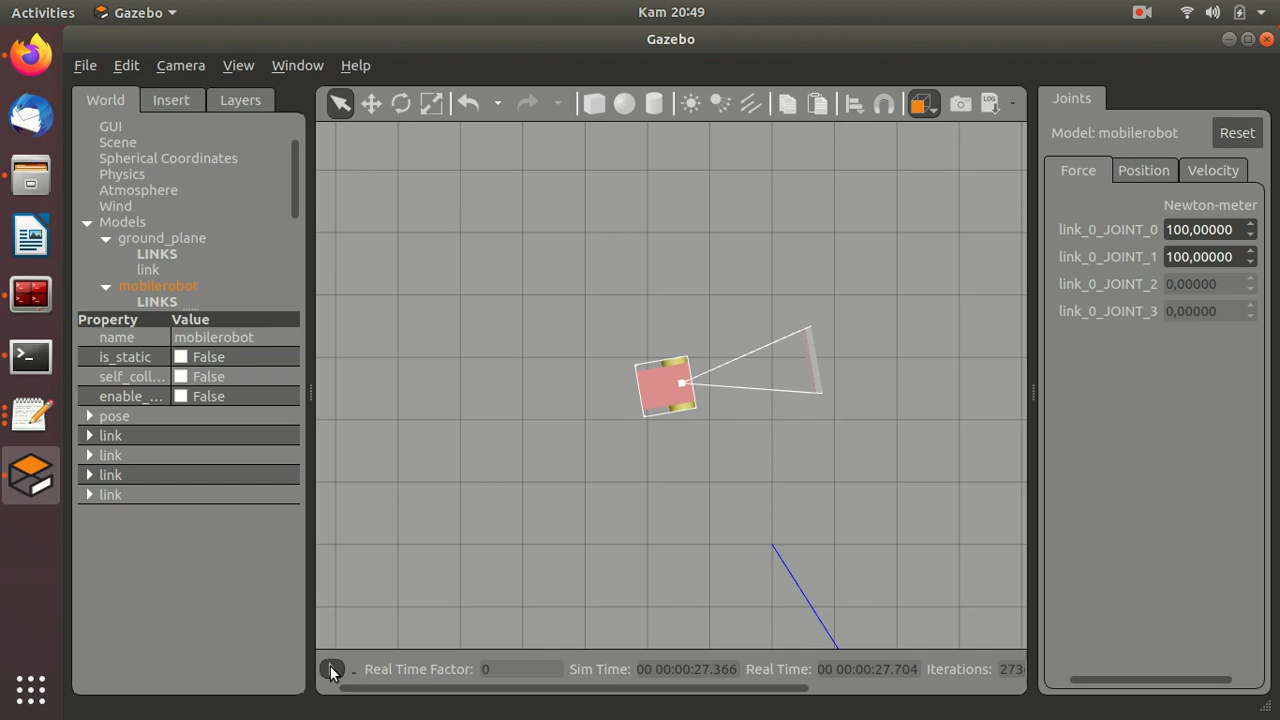 Activities Gazebo Kam 20:49
Gazebo
File Edit Camera View Window Help
World Insert Layers
GUI
Scene
Spherical Coordinates
Physics
Atmosphere
Wind
Models
ground_plane
LINKS
link
mobilerobot
LINKS
Property Value
name mobilerobot
is_static False
self_coll... False
enable_... False
pose
link
link
link
link
LOG
Real Time Factor: 0 Sim Time: 00 00:00:27.366 Real Time: 00 00:00:27.704 Iterations: 273
Joints
Model: mobilerobot Reset
Force Position Velocity
Newton-meter
link_0_JOINT_0 100,00000
link_0_JOINT_1 100,00000
link_0_JOINT_2 0,00000
link_0_JOINT_3 0,00000